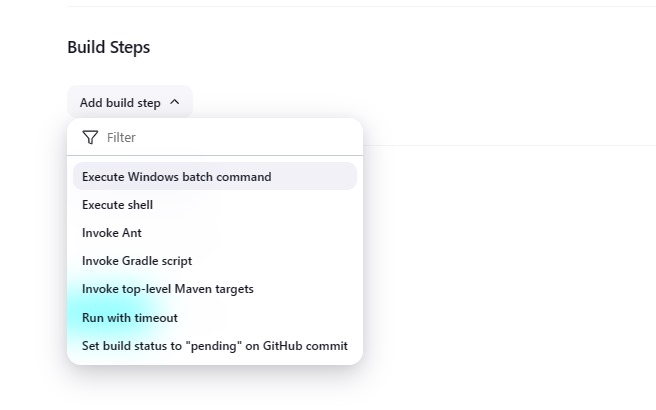 Build Steps
Add build step
Filter
Execute Windows batch command
Execute shell
Invoke Ant
Invoke Gradle script
Invoke top-level Maven targets
Run with timeout
Set build status to "pending" on GitHub commit